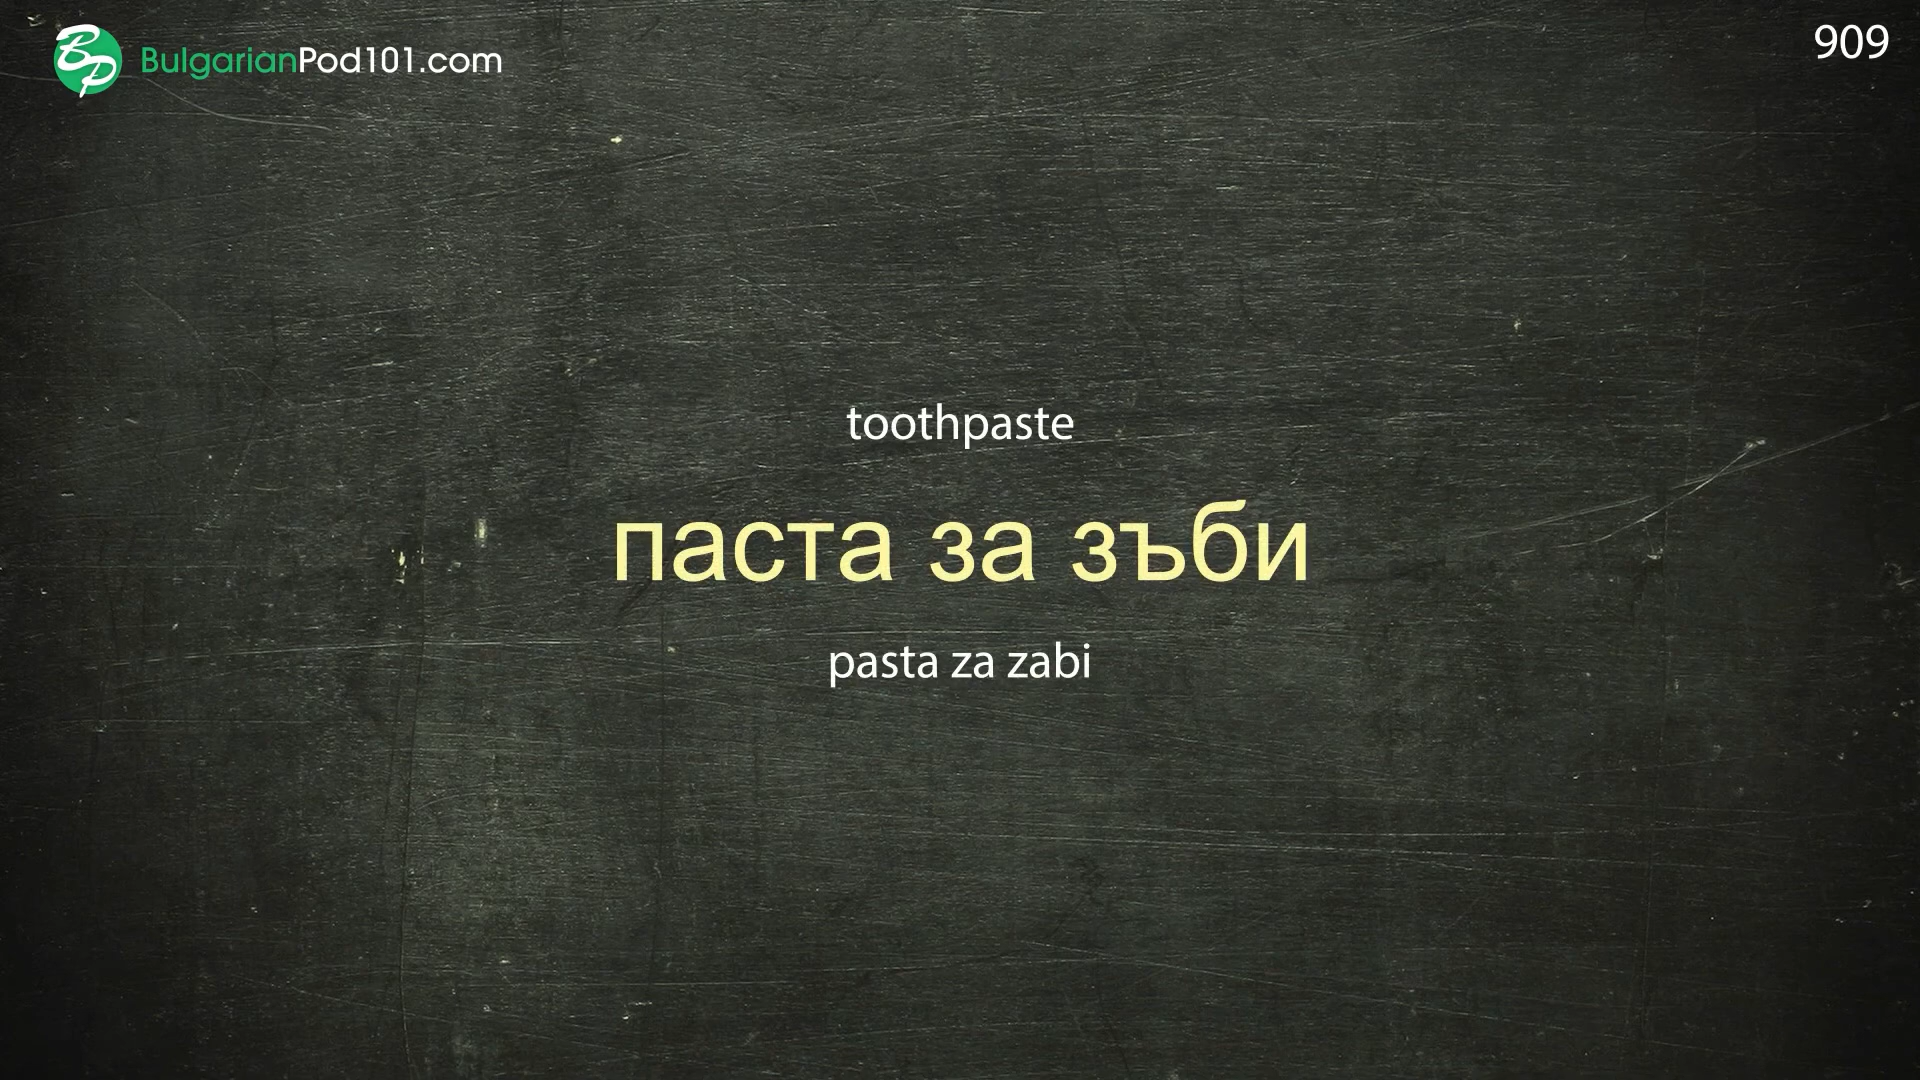 BulgarianPod101.com
909
toothpaste
паста за зъби
pasta za zabi